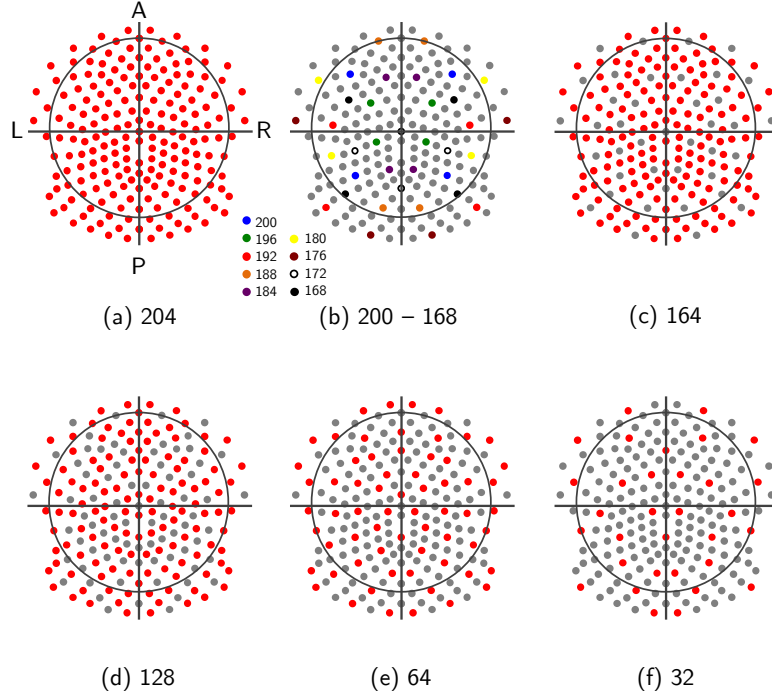 A
L
R
P
200
196
192
188
184
180
176
172
168
(a) 204
(b) 200 – 168
(c) 164
(d) 128
(e) 64
(f) 32